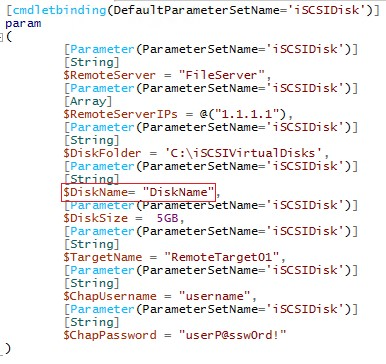 [cmdletbinding(DefaultParameterSetName='iSCSIDisk')]
param
(
[Parameter(ParameterSetName='iSCSIDisk')]
[String]
$RemoteServer = "FileServer",
[Parameter(ParameterSetName='iSCSIDisk')]
[Array]
$RemoteServerIPs = @("1.1.1.1"),
[Parameter(ParameterSetName='iSCSIDisk')]
[String]
$DiskFolder = 'C:\iSCSIVirtualDisks',
[Parameter(ParameterSetName='iSCSIDisk')]
[String]
$DiskName= "DiskName",
[Parameter(ParameterSetName='iSCSIDisk')]
$DiskSize = 5GB,
[Parameter(ParameterSetName='iSCSIDisk')]
[String]
$TargetName = "RemoteTarget01",
[Parameter(ParameterSetName='iSCSIDisk')]
[String]
$ChapUsername = "username",
[Parameter(ParameterSetName='iSCSIDisk')]
[String]
$ChapPassword = "userP@ssw0rd!"
)